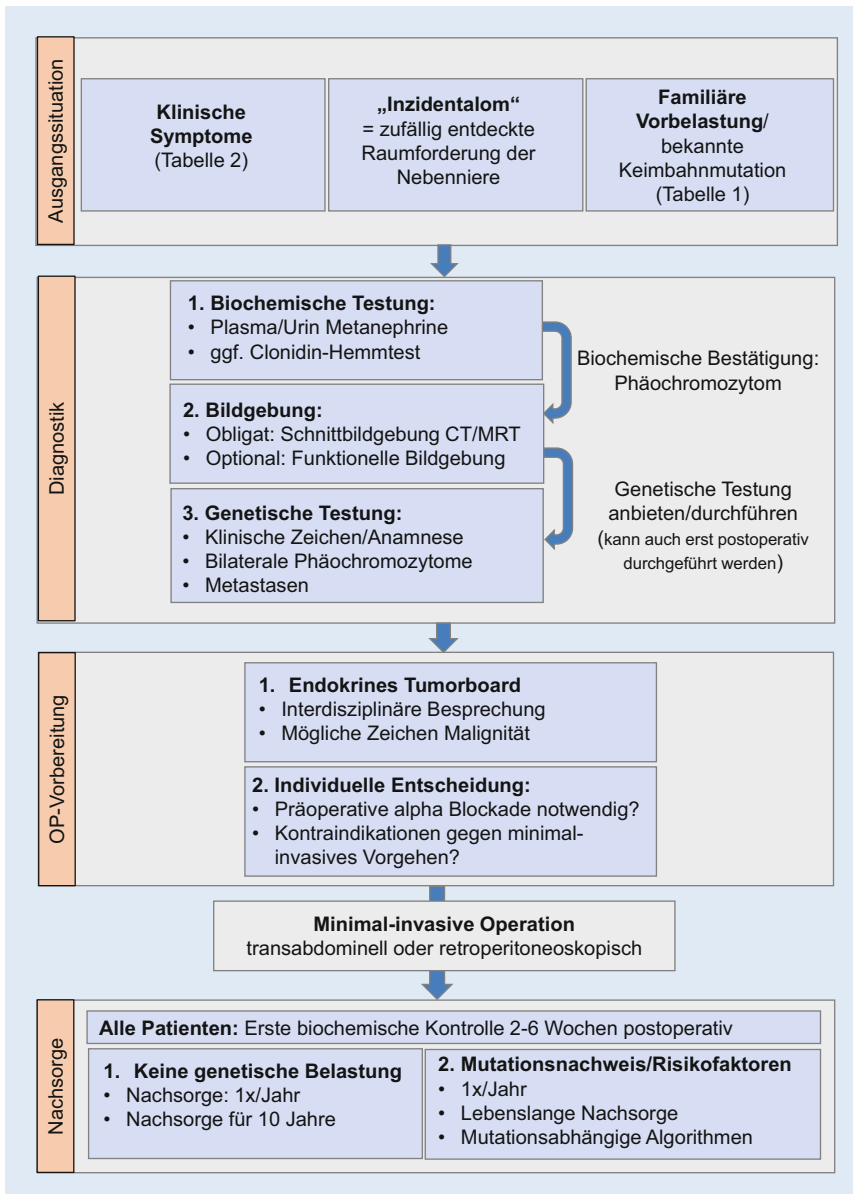 Ausgangssituation
Klinische
Symptome
(Tabelle 2)
„Inzidentalom“
= zufällig entdeckte
Raumforderung der
Nebenniere
Familiäre
Vorbelastung/
bekannte
Keimbahnmutation
(Tabelle 1)
Diagnostik
1. Biochemische Testung:
• Plasma/Urin Metanephrine
• ggf. Clonidin-Hemmtest
Biochemische Bestätigung:
Phäochromozytom
2. Bildgebung:
• Obligat: Schnittbildgebung CT/MRT
• Optional: Funktionelle Bildgebung
Genetische Testung
anbieten/durchführen
(kann auch erst postoperativ
durchgeführt werden)
3. Genetische Testung:
• Klinische Zeichen/Anamnese
• Bilaterale Phäochromozytome
• Metastasen
OP-Vorbereitung
1. Endokrines Tumorboard
• Interdisziplinäre Besprechung
• Mögliche Zeichen Malignität
2. Individuelle Entscheidung:
• Präoperative alpha Blockade notwendig?
• Kontraindikationen gegen minimal-
invasives Vorgehen?
Minimal-invasive Operation
transabdominell oder retroperitoneoskopisch
Nachsorge
Alle Patienten: Erste biochemische Kontrolle 2-6 Wochen postoperativ
1. Keine genetische Belastung
• Nachsorge: 1x/Jahr
• Nachsorge für 10 Jahre
2. Mutationsnachweis/Risikofaktoren
• 1x/Jahr
• Lebenslange Nachsorge
• Mutationsabhängige Algorithmen